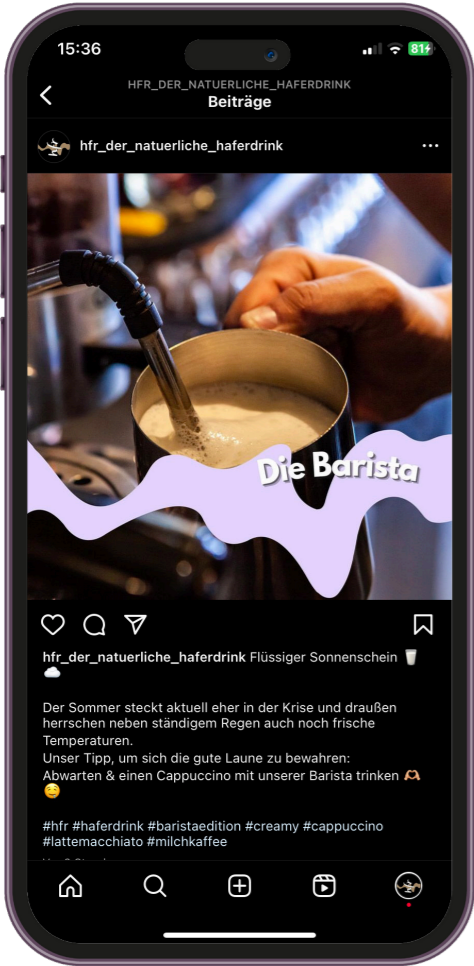 15:36
81
HFR_DER_NATUERLICHE_HAFERDRINK
Beiträge
hfr_der_natuerliche_haferdrink
Die Barista
hfr_der_natuerliche_haferdrink Flüssiger Sonnenschein 🥛
☁️
Der Sommer steckt aktuell eher in der Krise und draußen
herrschen neben ständigem Regen auch noch frische
Temperaturen.
Unser Tipp, um sich die gute Laune zu bewahren:
Abwarten & einen Cappuccino mit unserer Barista trinken 🫶🏽
😋
#hfr #haferdrink #baristaedition #creamy #cappuccino
#lattemacchiato #milchkaffee